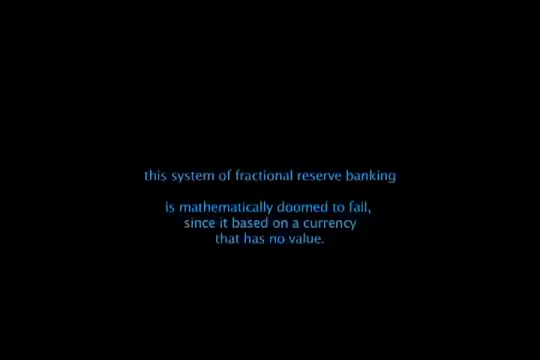 this system of fractional reserve banking
is mathematically doomed to fail,
since it based on a currency
that has no value.